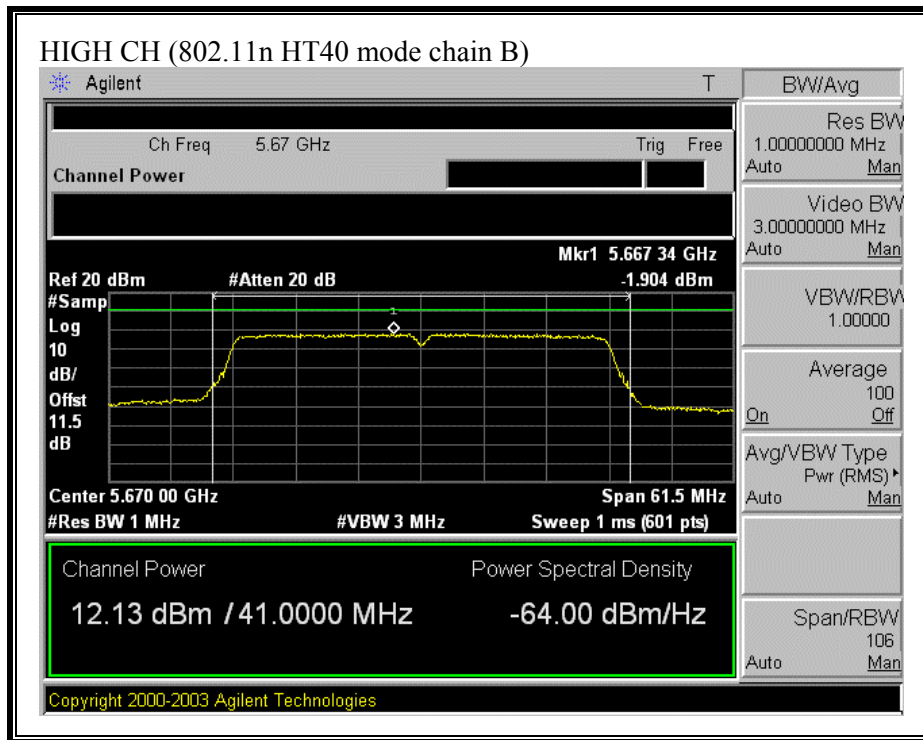 HIGH CH (802.11n HT40 mode chain B)
Agilent T
Ch Freq 5.67 GHz Trig Free
Channel Power
Mkr1 5.667 34 GHz
Ref 20 dBm #Atten 20 dB -1.904 dBm
#Samp
Log
10
dB/
Offst
11.5
dB
1
Center 5.670 00 GHz Span 61.5 MHz
#Res BW 1 MHz #VBW 3 MHz Sweep 1 ms (601 pts)
Channel Power Power Spectral Density
12.13 dBm / 41.0000 MHz -64.00 dBm/Hz
Copyright 2000-2003 Agilent Technologies
BW/Avg
Res BW
1.00000000 MHz
Auto Man
Video BW
3.00000000 MHz
Auto Man
VBW/RBW
1.00000
Average
100
On Off
Avg/VBW Type
Pwr (RMS)
Auto Man
Span/RBW
106
Auto Man